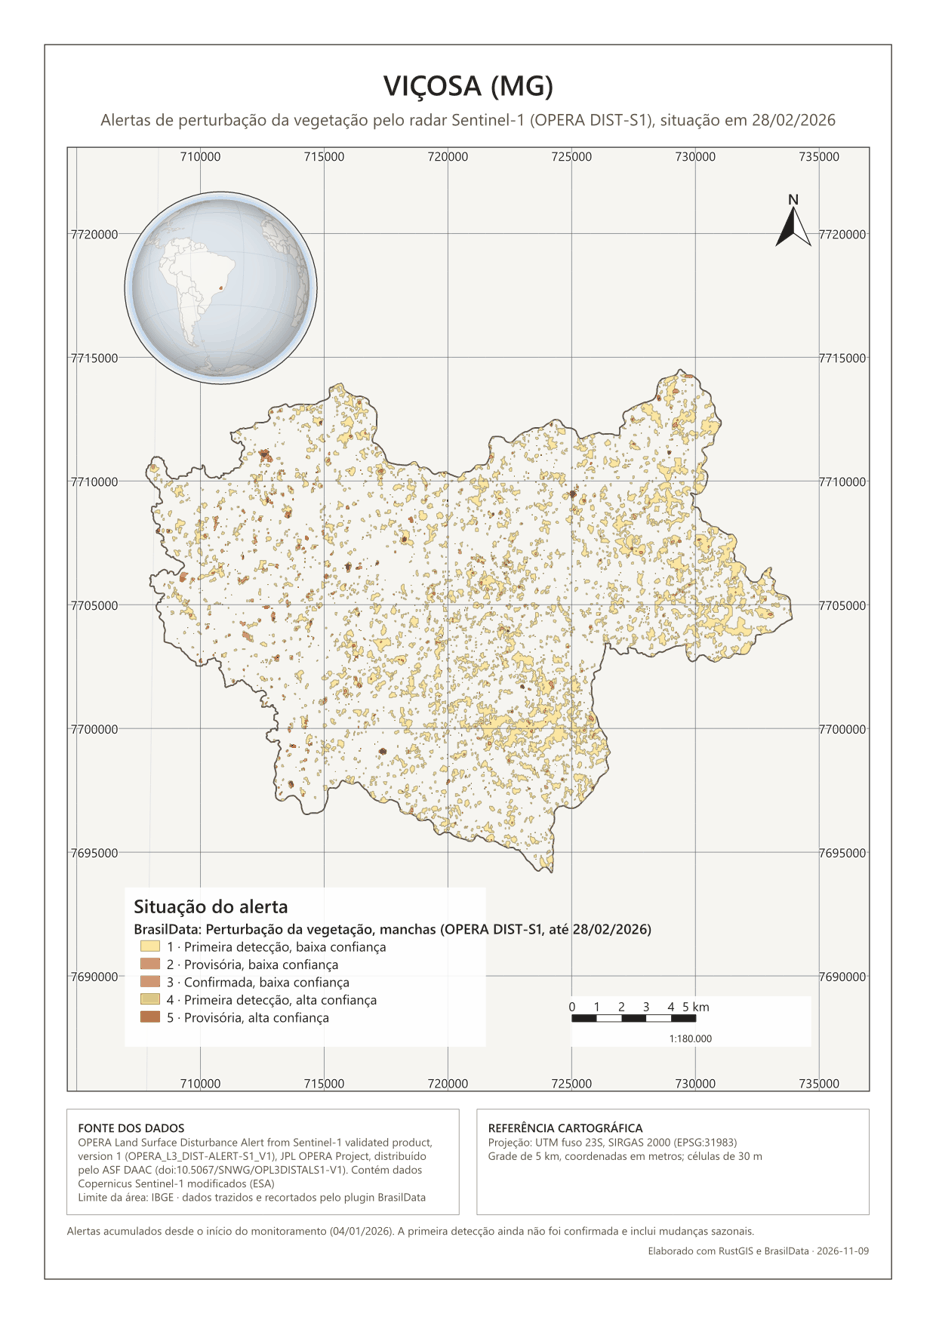 VIÇOSA (MG)
Alertas de perturbação da vegetação pelo radar Sentinel-1 (OPERA DIST-S1), situação em 28/02/2026
710000 715000 720000 725000 730000 735000
N
7720000 7720000
7715000 7715000
7710000 7710000
7705000 7705000
7700000 7700000
7695000 7695000
Situação do alerta
BrasilData: Perturbação da vegetação, manchas (OPERA DIST-S1, até 28/02/2026)
1 · Primeira detecção, baixa confiança
2 · Provisória, baixa confiança
7690000 7690000
3 · Confirmada, baixa confiança
4 · Primeira detecção, alta confiança
5 · Provisória, alta confiança
0 1 2 3 4 5 km
1:180.000
710000 715000 720000 725000 730000 735000
FONTE DOS DADOS
OPERA Land Surface Disturbance Alert from Sentinel-1 validated product,
version 1 (OPERA_L3_DIST-ALERT-S1_V1), JPL OPERA Project, distribuído
pelo ASF DAAC (doi:10.5067/SNWG/OPL3DISTALS1-V1). Contém dados
Copernicus Sentinel-1 modificados (ESA)
Limite da área: IBGE · dados trazidos e recortados pelo plugin BrasilData
REFERÊNCIA CARTOGRÁFICA
Projeção: UTM fuso 23S, SIRGAS 2000 (EPSG:31983)
Grade de 5 km, coordenadas em metros; células de 30 m
Alertas acumulados desde o início do monitoramento (04/01/2026). A primeira detecção ainda não foi confirmada e inclui mudanças sazonais.
Elaborado com RustGIS e BrasilData · 2026-11-09